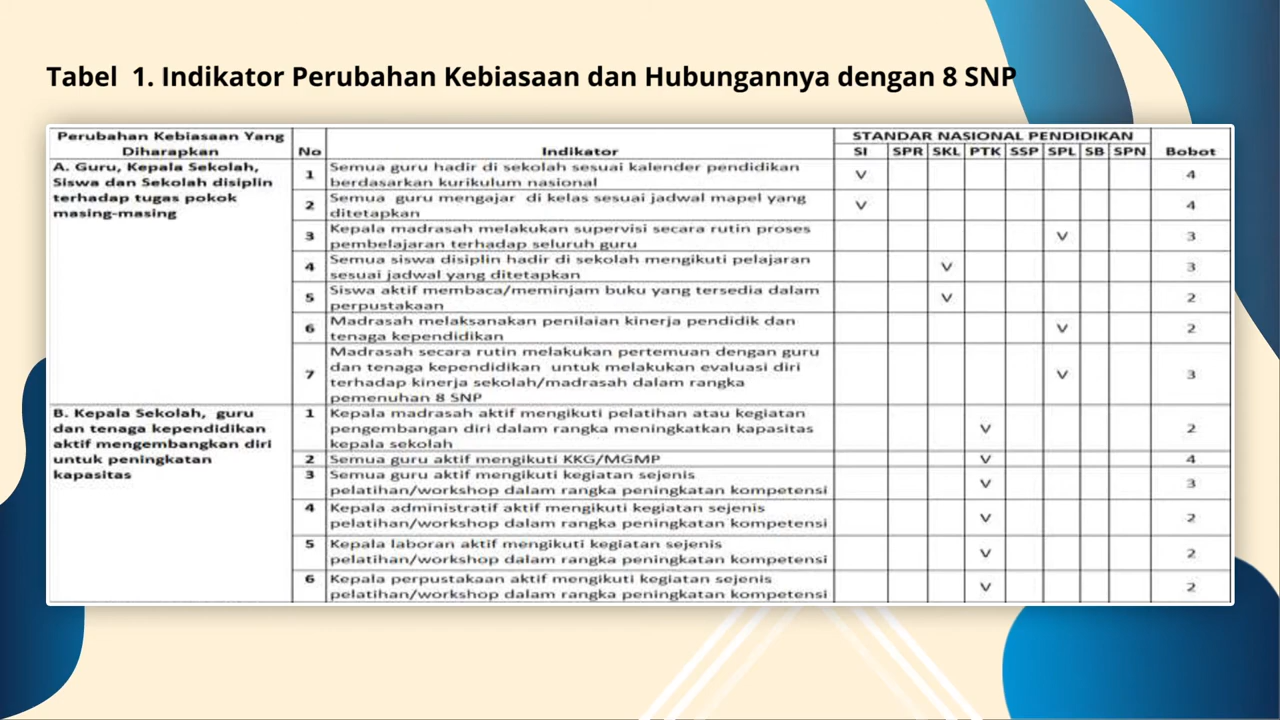 Tabel 1. Indikator Perubahan Kebiasaan dan Hubungannya dengan 8 SNP
Perubahan Kebiasaan Yang Diharapkan | No | Indikator | STANDAR NASIONAL PENDIDIKAN | Bobot
SI | SPR | SKL | PTK | SSP | SPL | SB | SPN
A. Guru, Kepala Sekolah,
Siswa dan Sekolah disiplin
terhadap tugas pokok
masing-masing
1 Semua guru hadir di sekolah sesuai kalender pendidikan
berdasarkan kurikulum nasional V 4
2 Semua guru mengajar di kelas sesuai jadwal mapel yang
ditetapkan V 4
3 Kepala madrasah melakukan supervisi secara rutin proses
pembelajaran terhadap seluruh guru V 3
4 Semua siswa disiplin hadir di sekolah mengikuti pelajaran
sesuai jadwal yang ditetapkan V 3
5 Siswa aktif membaca/meminjam buku yang tersedia dalam
perpustakaan V 2
6 Madrasah melaksanakan penilaian kinerja pendidik dan
tenaga kependidikan V 2
7 Madrasah secara rutin melakukan pertemuan dengan guru
dan tenaga kependidikan untuk melakukan evaluasi diri
terhadap kinerja sekolah/madrasah dalam rangka
pemenuhan 8 SNP V 3
B. Kepala Sekolah, guru
dan tenaga kependidikan
aktif mengembangkan diri
untuk peningkatan
kapasitas
1 Kepala madrasah aktif mengikuti pelatihan atau kegiatan
pengembangan diri dalam rangka meningkatkan kapasitas
kepala sekolah V 2
2 Semua guru aktif mengikuti KKG/MGMP V 4
3 Semua guru aktif mengikuti kegiatan sejenis
pelatihan/workshop dalam rangka peningkatan kompetensi V 3
4 Kepala administratif aktif mengikuti kegiatan sejenis
pelatihan/workshop dalam rangka peningkatan kompetensi V 2
5 Kepala laboran aktif mengikuti kegiatan sejenis
pelatihan/workshop dalam rangka peningkatan kompetensi V 2
6 Kepala perpustakaan aktif mengikuti kegiatan sejenis
pelatihan/workshop dalam rangka peningkatan kompetensi V 2